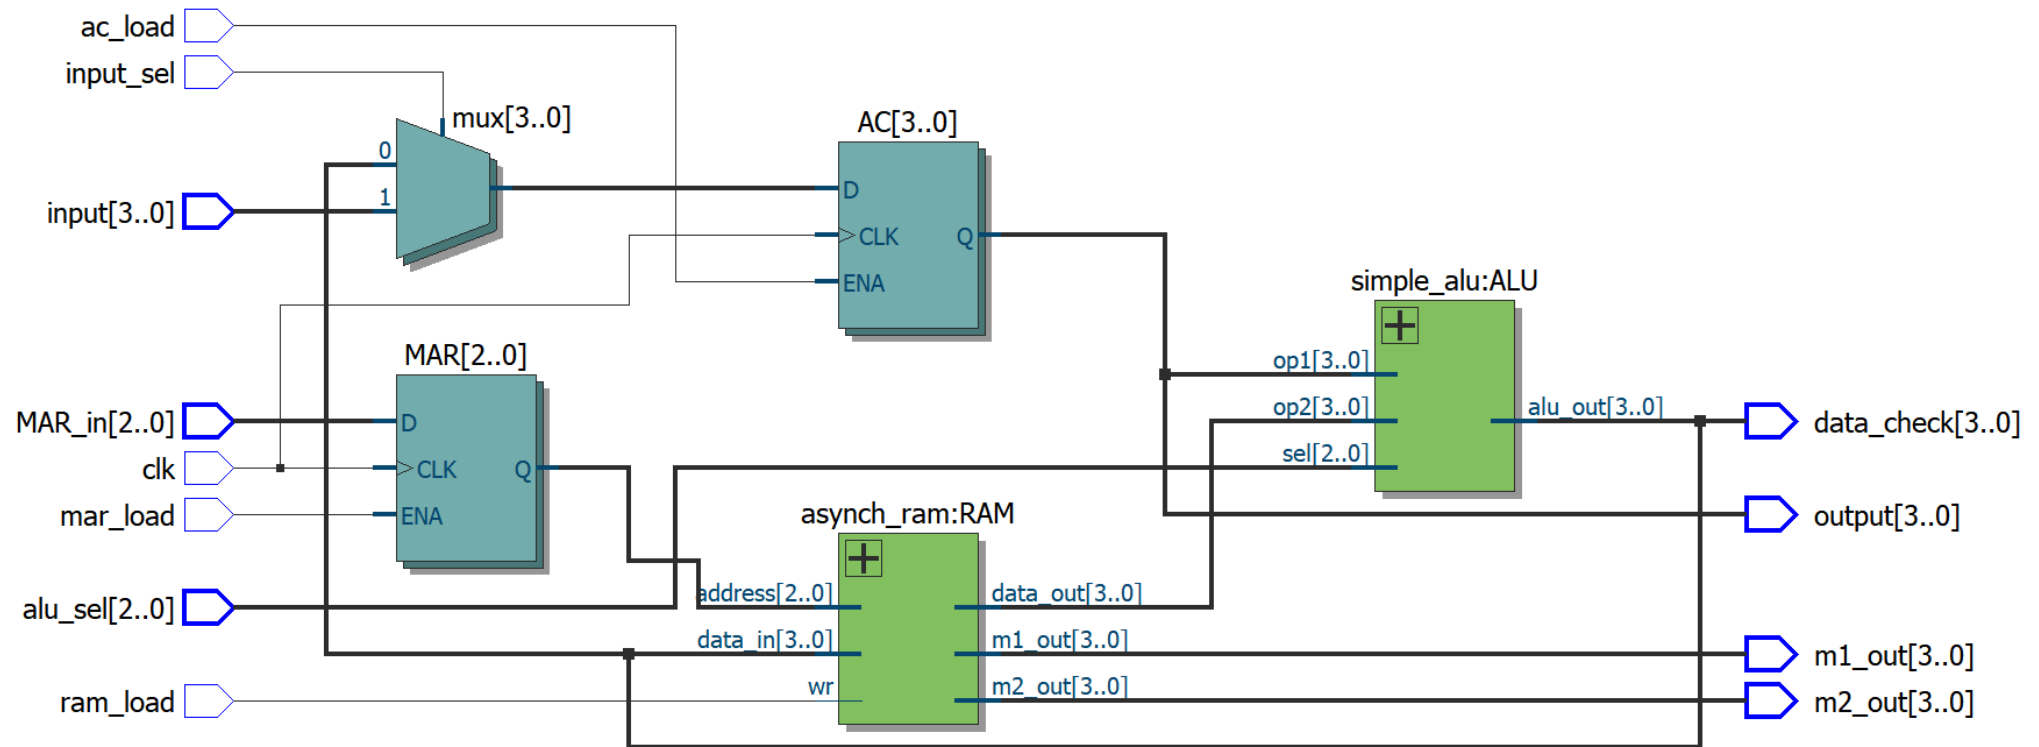 ac_load
input_sel
mux[3..0]
0
1
input[3..0]
AC[3..0]
D
CLK
Q
ENA
simple_alu:ALU
op1[3..0]
op2[3..0]
sel[2..0]
alu_out[3..0]
data_check[3..0]
output[3..0]
MAR[2..0]
MAR_in[2..0]
D
clk
CLK
Q
mar_load
ENA
alu_sel[2..0]
asynch_ram:RAM
address[2..0]
data_out[3..0]
data_in[3..0]
m1_out[3..0]
m1_out[3..0]
ram_load
wr
m2_out[3..0]
m2_out[3..0]